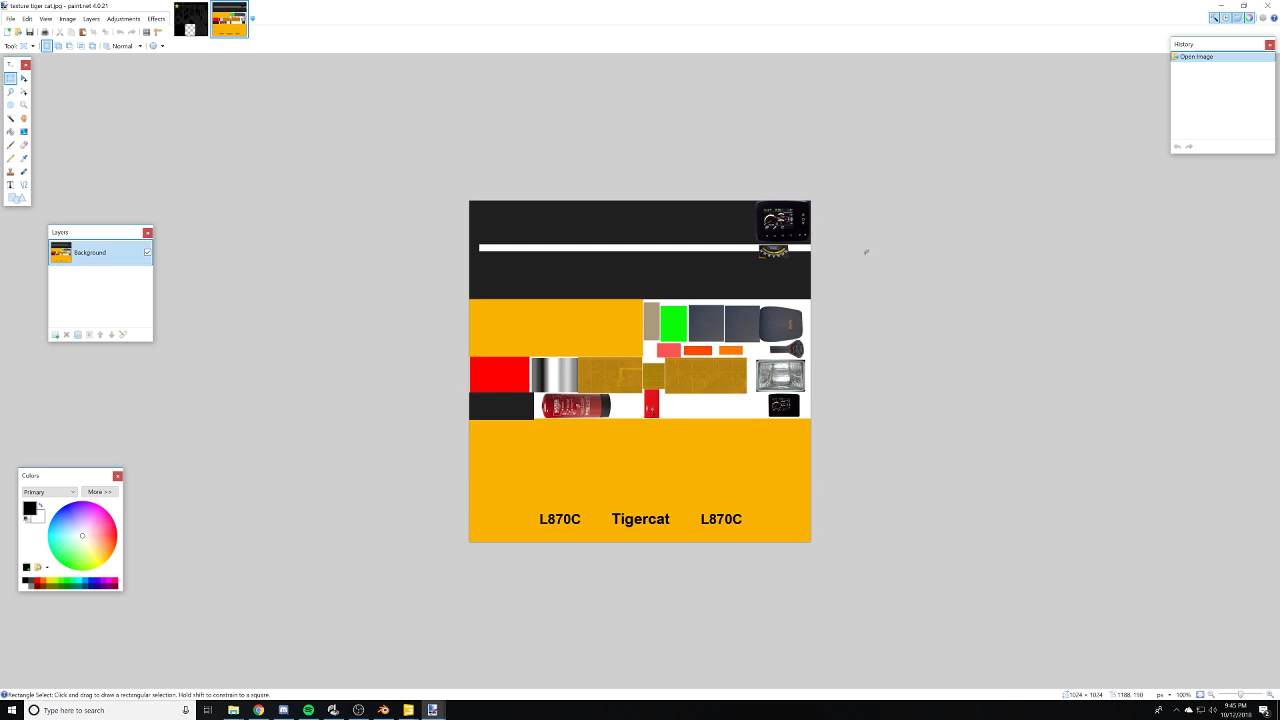 texture tiger cat.jpg - paint.net 4.0.21
File Edit View Image Layers Adjustments Effects
Tool: Normal
T...
History
Open Image
Layers
Background
Colors
Primary More >>
L870C Tigercat L870C
Rectangle Select: Click and drag to draw a rectangular selection. Hold shift to constrain to a square.
1024 × 1024 1188, 190 px 100%
Type here to search
9:45 PM
10/12/2018